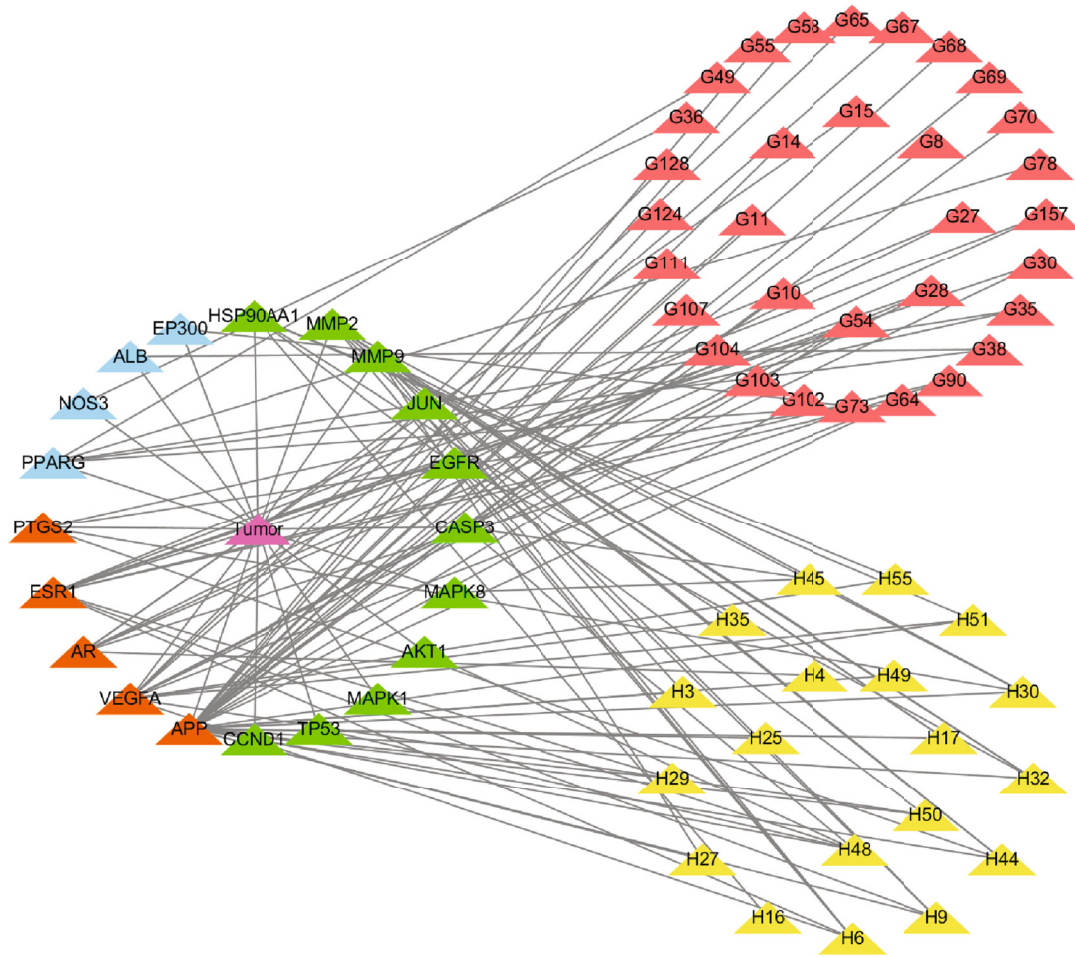 G58
G65
G67
G55
G68
G49
G69
G36
G15
G70
G14
G8
G128
G78
G124
G11
G27
G157
G111
G30
G10
G28
G107
G35
G54
G104
G38
G103
G90
G102
G73
G64
HSP90AA1
EP300
MMP2
ALB
MMP9
NOS3
JUN
PPARG
EGFR
PTGS2
Tumor
CASP3
ESR1
MAPK8
AR
AKT1
VEGFA
MAPK1
APP
CCND1
TP53
H45
H55
H35
H51
H4
H49
H3
H30
H25
H17
H29
H32
H50
H27
H48
H44
H16
H9
H6